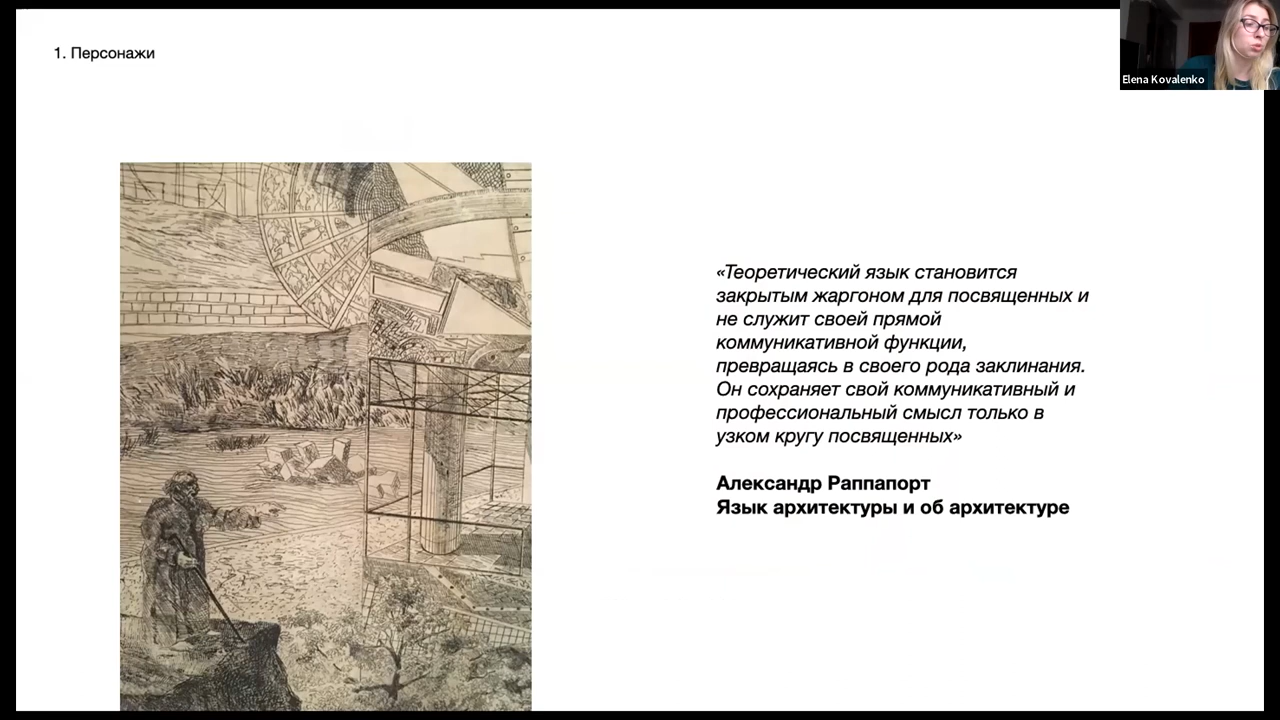 1. Персонажи
Elena Kovalenko
«Теоретический язык становится
закрытым жаргоном для посвященных и
не служит своей прямой
коммуникативной функции,
превращаясь в своего рода заклинания.
Он сохраняет свой коммуникативный и
профессиональный смысл только в
узком кругу посвященных»
Александр Раппапорт
Язык архитектуры и об архитектуре